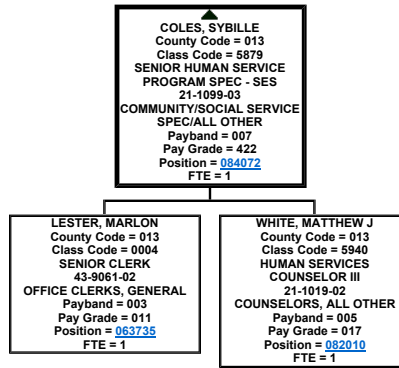 COLES, SYBILLE
County Code = 013
Class Code = 5879
SENIOR HUMAN SERVICE
PROGRAM SPEC - SES
21-1099-03
COMMUNITY/SOCIAL SERVICE
SPEC/ALL OTHER
Payband = 007
Pay Grade = 422
Position = 084072
FTE = 1
LESTER, MARLON
County Code = 013
Class Code = 0004
SENIOR CLERK
43-9061-02
OFFICE CLERKS, GENERAL
Payband = 003
Pay Grade = 011
Position = 063735
FTE = 1
WHITE, MATTHEW J
County Code = 013
Class Code = 5940
HUMAN SERVICES
COUNSELOR III
21-1019-02
COUNSELORS, ALL OTHER
Payband = 005
Pay Grade = 017
Position = 082010
FTE = 1